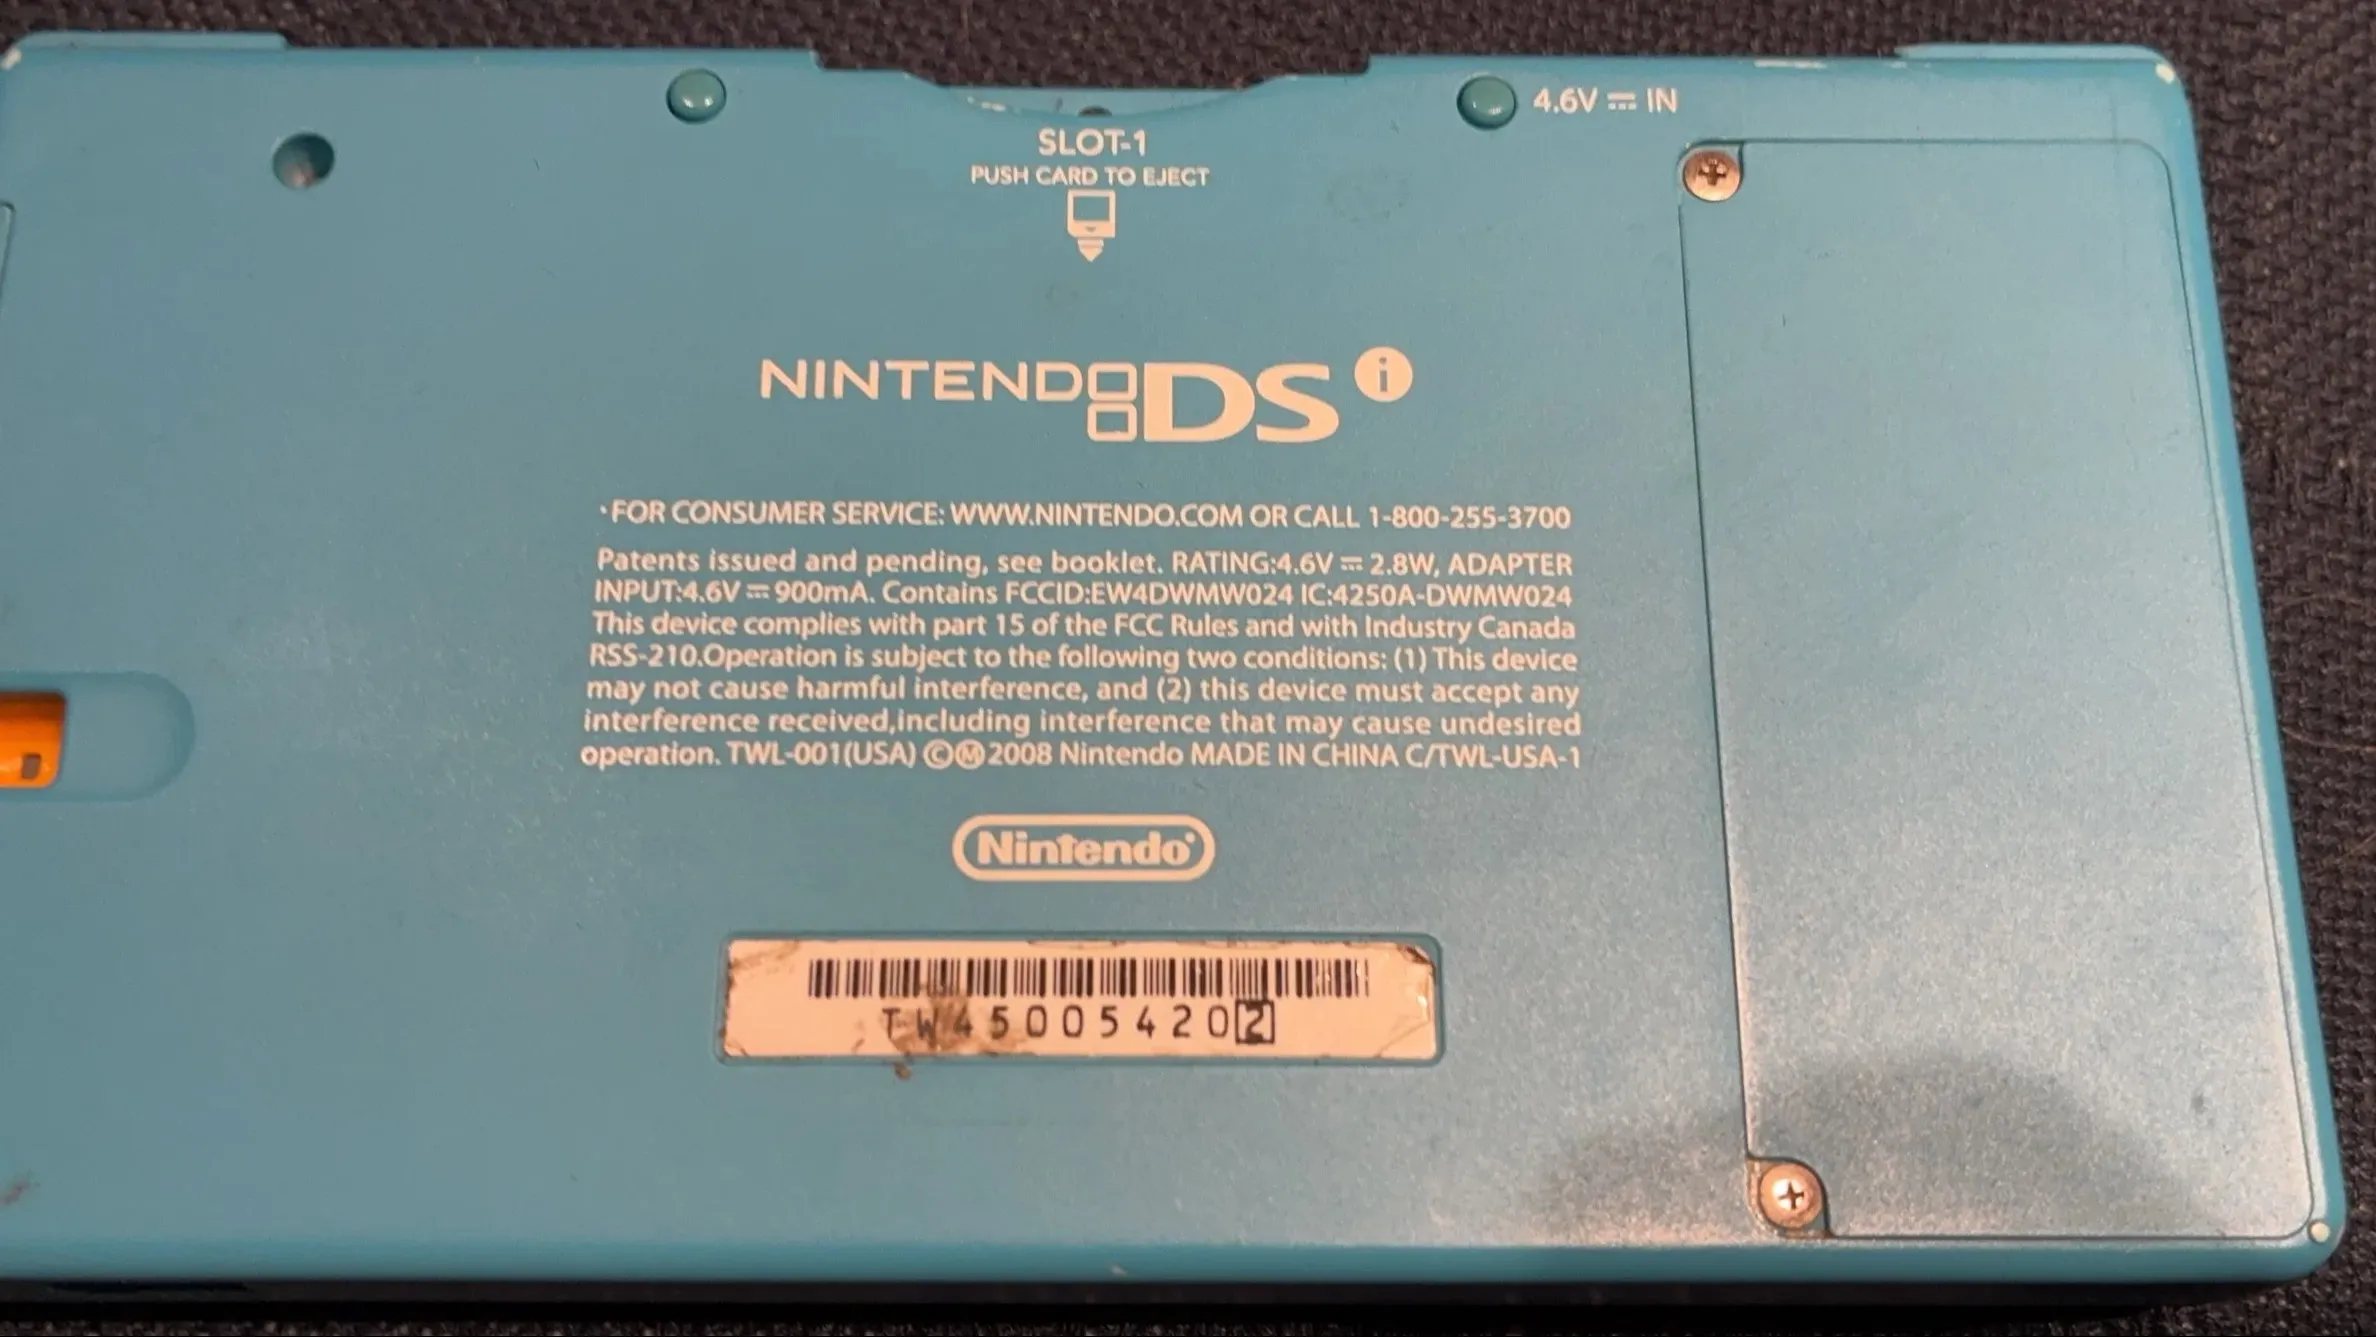 4.6V ⎓ IN
SLOT-1
PUSH CARD TO EJECT
NINTENDO DS i
·FOR CONSUMER SERVICE: WWW.NINTENDO.COM OR CALL 1-800-255-3700
Patents issued and pending, see booklet. RATING:4.6V ⎓ 2.8W, ADAPTER
INPUT:4.6V ⎓ 900mA. Contains FCCID:EW4DWMW024 IC:4250A-DWMW024
This device complies with part 15 of the FCC Rules and with Industry Canada
RSS-210.Operation is subject to the following two conditions: (1) This device
may not cause harmful interference, and (2) this device must accept any
interference received,including interference that may cause undesired
operation. TWL-001(USA) ©Ⓜ2008 Nintendo MADE IN CHINA C/TWL-USA-1
Nintendo®
TW450054202